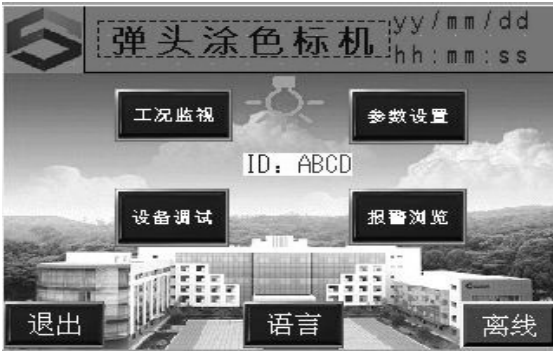 弹头涂色标机
yy/mm/dd
hh:mm:ss
工况监视
参数设置
ID: ABCD
设备调试
报警浏览
退出
语言
离线